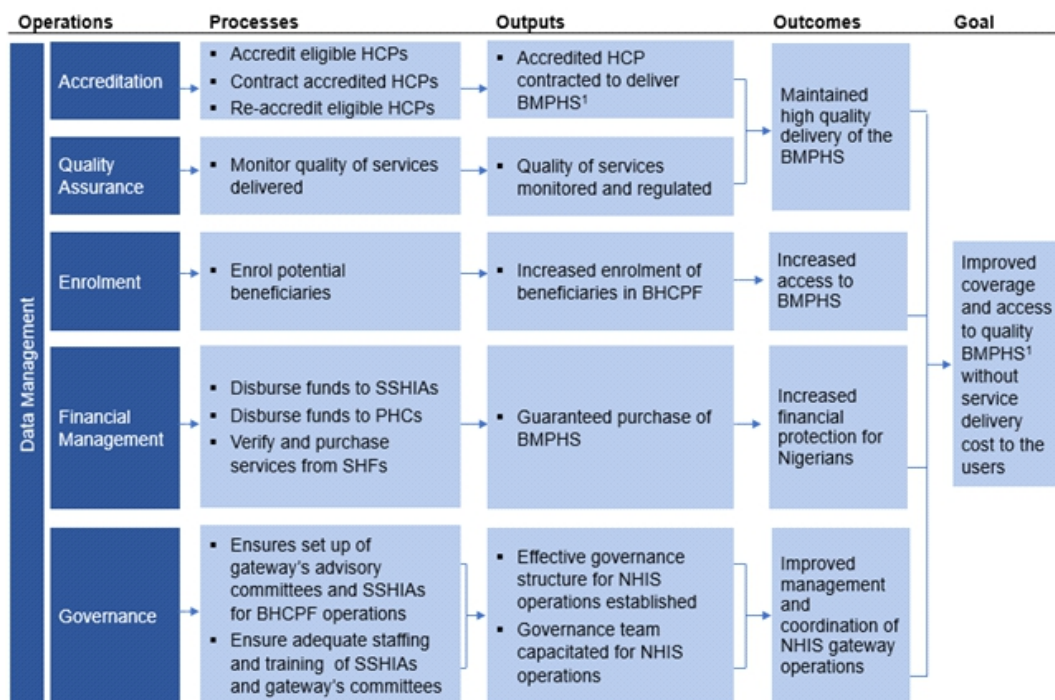 Operations
Processes
Outputs
Outcomes
Goal
Data Management
Accreditation
▪ Accredit eligible HCPs
▪ Contract accredited HCPs
▪ Re-accredit eligible HCPs
▪ Accredited HCP
contracted to deliver
BMPHS¹
Maintained
high quality
delivery of the
BMPHS
Quality
Assurance
▪ Monitor quality of services
delivered
▪ Quality of services
monitored and regulated
Enrolment
▪ Enrol potential
beneficiaries
▪ Increased enrolment of
beneficiaries in BHCPF
Increased
access to
BMPHS
Financial
Management
▪ Disburse funds to SSHIAs
▪ Disburse funds to PHCs
▪ Verify and purchase
services from SHFs
▪ Guaranteed purchase of
BMPHS
Increased
financial
protection for
Nigerians
Governance
▪ Ensures set up of
gateway's advisory
committees and SSHIAs
for BHCPF operations
▪ Ensure adequate staffing
and training of SSHIAs
and gateway's committees
▪ Effective governance
structure for NHIS
operations established
▪ Governance team
capacitated for NHIS
operations
Improved
management
and
coordination of
NHIS gateway
operations
Improved
coverage
and access
to quality
BMPHS¹
without
service
delivery
cost to the
users